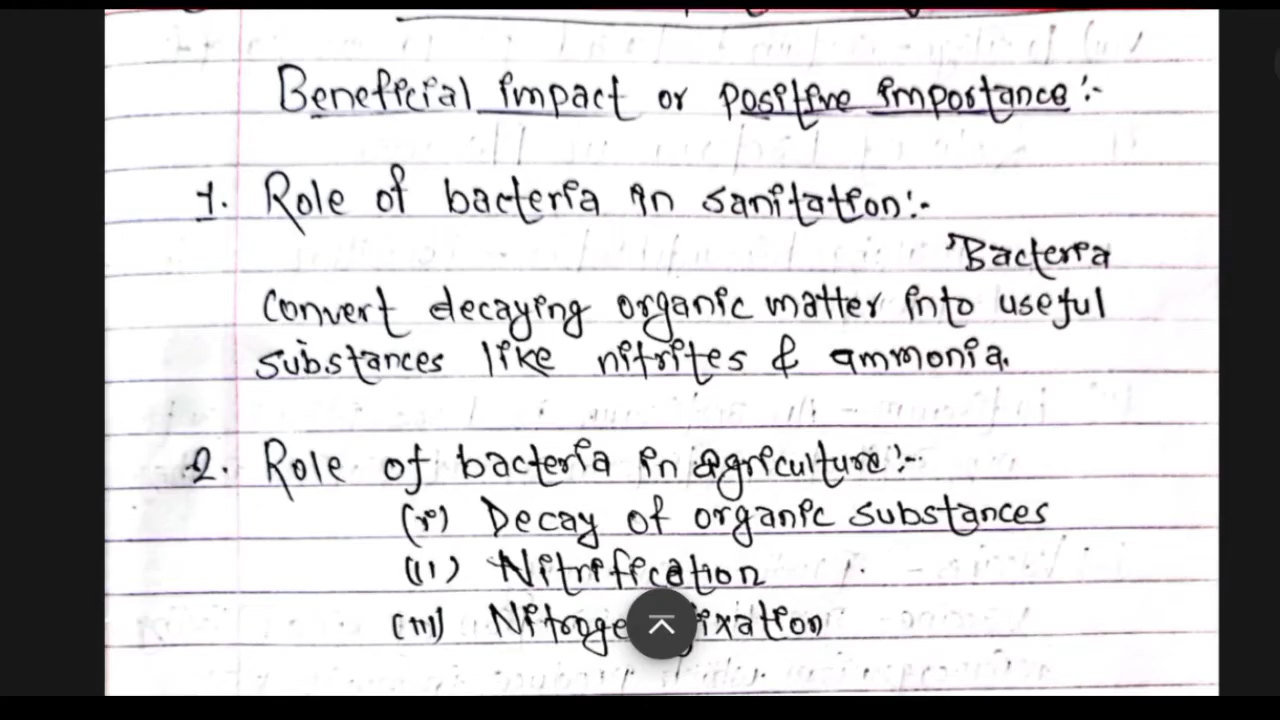 Beneficial impact or positive importance :-
1. Role of bacteria in sanitation :-
Bacteria
convert decaying organic matter into useful
substances like nitrites & ammonia.
2. Role of bacteria in agriculture :-
(i) Decay of organic substances
(ii) Nitrification
(iii)